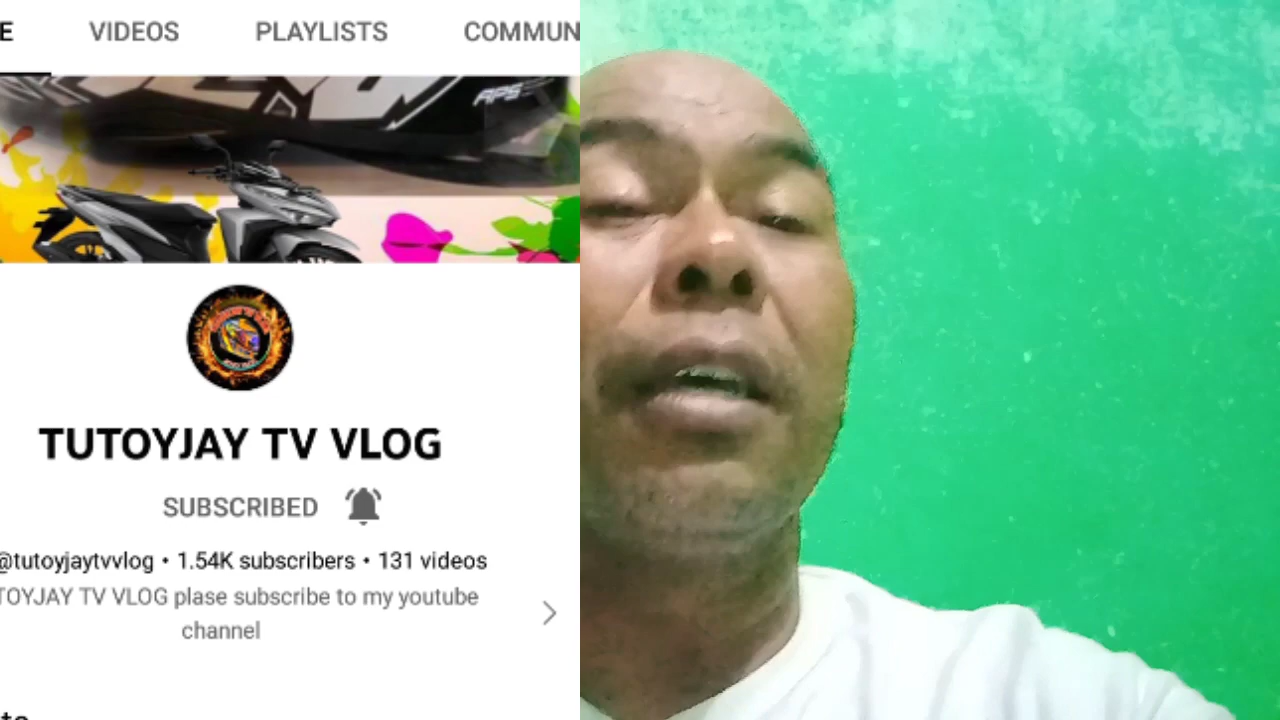 E VIDEOS PLAYLISTS COMMUN
TUTOYJAY TV VLOG
SUBSCRIBED
@tutoyjaytvvlog • 1.54K subscribers • 131 videos
TOYJAY TV VLOG plase subscribe to my youtube
channel